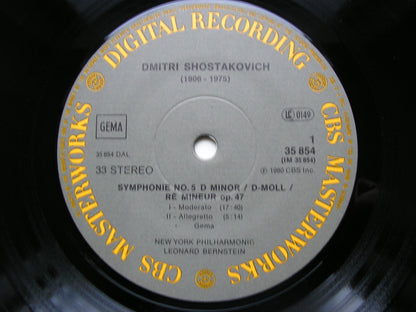 DIGITAL RECORDING
CBS MASTERWORKS
CBS MASTERWORKS
DMITRI SHOSTAKOVICH
(1906 - 1975)
GEMA
LC 0149
35 854 DAL
1
35 854
(IM 35 854)
33 STEREO
℗ 1980 CBS Inc.
SYMPHONIE NO. 5 D MINOR / D-MOLL /
RE MINEUR op. 47
I - Moderato (17:40)
II - Allegretto (5:14)
Gema
NEW YORK PHILHARMONIC
LEONARD BERNSTEIN